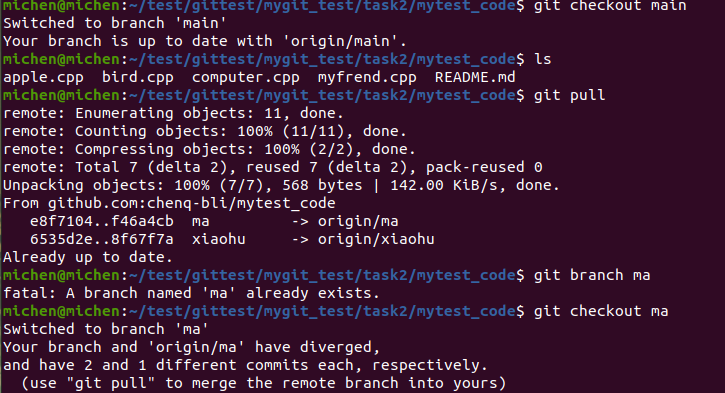 michen@michen:~/test/gittest/mygit_test/task2/mytest_code$ git checkout main
Switched to branch 'main'
Your branch is up to date with 'origin/main'.
michen@michen:~/test/gittest/mygit_test/task2/mytest_code$ ls
apple.cpp  bird.cpp  computer.cpp  myfrend.cpp  README.md
michen@michen:~/test/gittest/mygit_test/task2/mytest_code$ git pull
remote: Enumerating objects: 11, done.
remote: Counting objects: 100% (11/11), done.
remote: Compressing objects: 100% (2/2), done.
remote: Total 7 (delta 2), reused 7 (delta 2), pack-reused 0
Unpacking objects: 100% (7/7), 568 bytes | 142.00 KiB/s, done.
From github.com:chenq-bli/mytest_code
   e8f7104..f46a4cb  ma         -> origin/ma
   6535d2e..8f67f7a  xiaohu     -> origin/xiaohu
Already up to date.
michen@michen:~/test/gittest/mygit_test/task2/mytest_code$ git branch ma
fatal: A branch named 'ma' already exists.
michen@michen:~/test/gittest/mygit_test/task2/mytest_code$ git checkout ma
Switched to branch 'ma'
Your branch and 'origin/ma' have diverged,
and have 2 and 1 different commits each, respectively.
  (use "git pull" to merge the remote branch into yours)